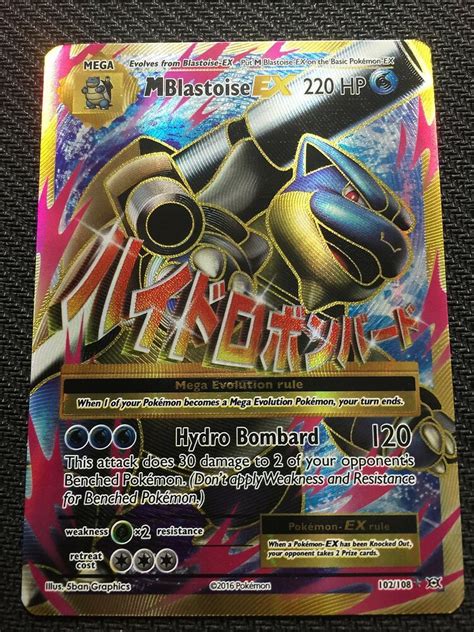 MEGA
Evolves from Blastoise-EX
Put M Blastoise-EX on the Basic Pokémon-EX
M Blastoise EX 220 HP
ハイドロボンバード
Mega Evolution rule
When 1 of your Pokémon becomes a Mega Evolution Pokémon, your turn ends.
Hydro Bombard 120
This attack does 30 damage to 2 of your opponent's
Benched Pokémon. (Don't apply Weakness and Resistance
for Benched Pokémon.)
weakness ×2 resistance
retreat
cost
Pokémon-EX rule
When a Pokémon-EX has been Knocked Out,
your opponent takes 2 Prize cards.
Illus. 5ban Graphics
©2016 Pokémon
102/108